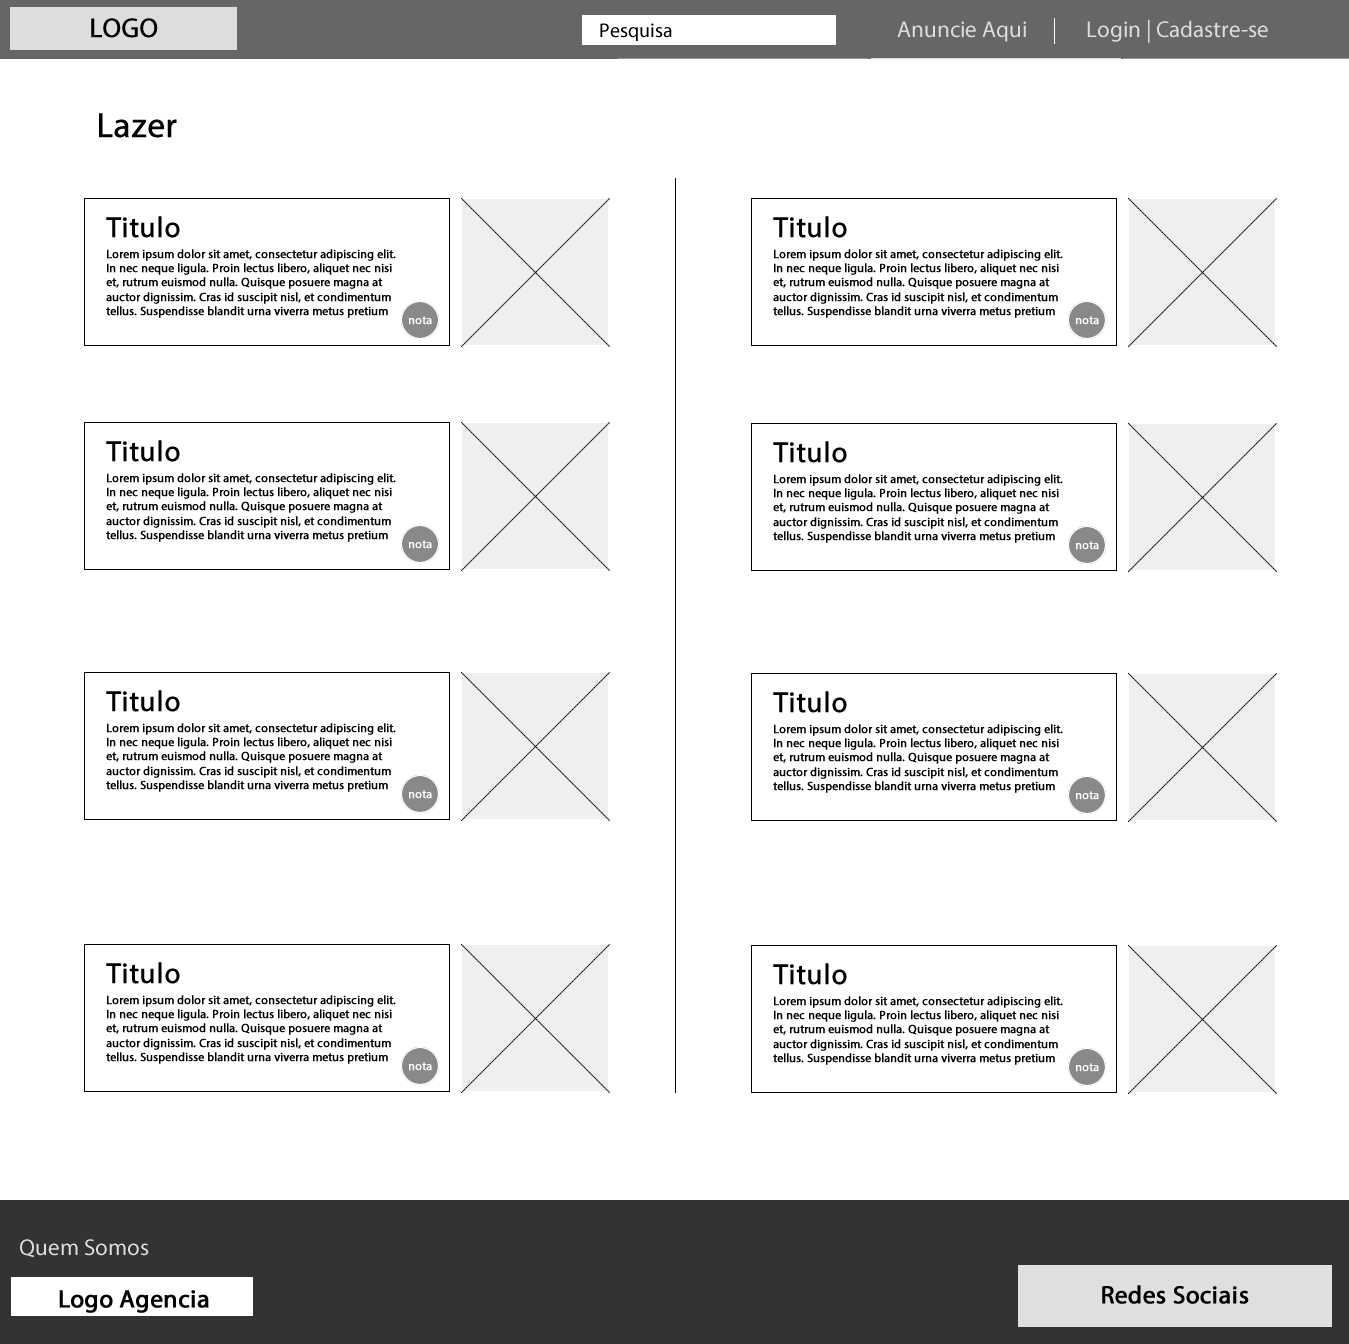 LOGO
Pesquisa
Anuncie Aqui
Login | Cadastre-se
Lazer
Titulo
Lorem ipsum dolor sit amet, consectetur adipiscing elit.
In nec neque ligula. Proin lectus libero, aliquet nec nisi
et, rutrum euismod nulla. Quisque posuere magna at
auctor dignissim. Cras id suscipit nisl, et condimentum
tellus. Suspendisse blandit urna viverra metus pretium
nota
Titulo
Lorem ipsum dolor sit amet, consectetur adipiscing elit.
In nec neque ligula. Proin lectus libero, aliquet nec nisi
et, rutrum euismod nulla. Quisque posuere magna at
auctor dignissim. Cras id suscipit nisl, et condimentum
tellus. Suspendisse blandit urna viverra metus pretium
nota
Titulo
Lorem ipsum dolor sit amet, consectetur adipiscing elit.
In nec neque ligula. Proin lectus libero, aliquet nec nisi
et, rutrum euismod nulla. Quisque posuere magna at
auctor dignissim. Cras id suscipit nisl, et condimentum
tellus. Suspendisse blandit urna viverra metus pretium
nota
Titulo
Lorem ipsum dolor sit amet, consectetur adipiscing elit.
In nec neque ligula. Proin lectus libero, aliquet nec nisi
et, rutrum euismod nulla. Quisque posuere magna at
auctor dignissim. Cras id suscipit nisl, et condimentum
tellus. Suspendisse blandit urna viverra metus pretium
nota
Titulo
Lorem ipsum dolor sit amet, consectetur adipiscing elit.
In nec neque ligula. Proin lectus libero, aliquet nec nisi
et, rutrum euismod nulla. Quisque posuere magna at
auctor dignissim. Cras id suscipit nisl, et condimentum
tellus. Suspendisse blandit urna viverra metus pretium
nota
Titulo
Lorem ipsum dolor sit amet, consectetur adipiscing elit.
In nec neque ligula. Proin lectus libero, aliquet nec nisi
et, rutrum euismod nulla. Quisque posuere magna at
auctor dignissim. Cras id suscipit nisl, et condimentum
tellus. Suspendisse blandit urna viverra metus pretium
nota
Titulo
Lorem ipsum dolor sit amet, consectetur adipiscing elit.
In nec neque ligula. Proin lectus libero, aliquet nec nisi
et, rutrum euismod nulla. Quisque posuere magna at
auctor dignissim. Cras id suscipit nisl, et condimentum
tellus. Suspendisse blandit urna viverra metus pretium
nota
Titulo
Lorem ipsum dolor sit amet, consectetur adipiscing elit.
In nec neque ligula. Proin lectus libero, aliquet nec nisi
et, rutrum euismod nulla. Quisque posuere magna at
auctor dignissim. Cras id suscipit nisl, et condimentum
tellus. Suspendisse blandit urna viverra metus pretium
nota
Quem Somos
Logo Agencia
Redes Sociais